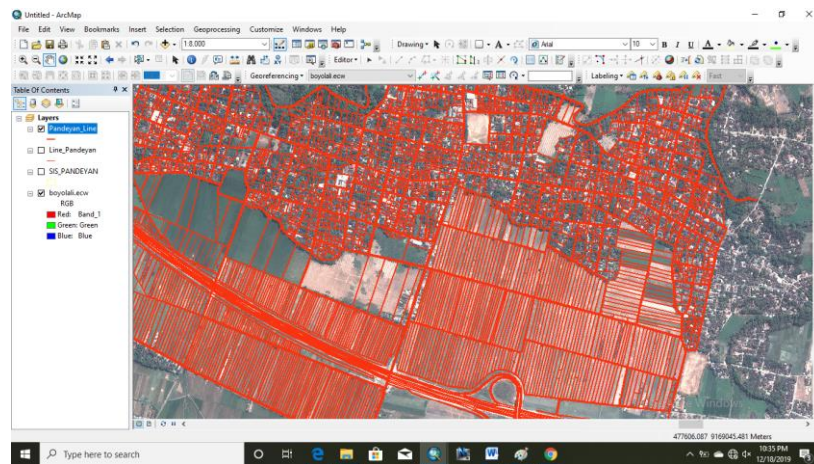 Untitled - ArcMap
File Edit View Bookmarks Insert Selection Geoprocessing Customize Windows Help
1:8.000
Drawing
Arial
10
B I U A
Editor
Georeferencing
boyolali.ecw
Labeling
Fast
Table Of Contents
Layers
Pandeyan_Line
Line_Pandeyan
SIS_PANDEYAN
boyolali.ecw
RGB
Red: Band_1
Green: Green
Blue: Blue
477606.087 9169045.481 Meters
Type here to search
10:35 PM
12/18/2019